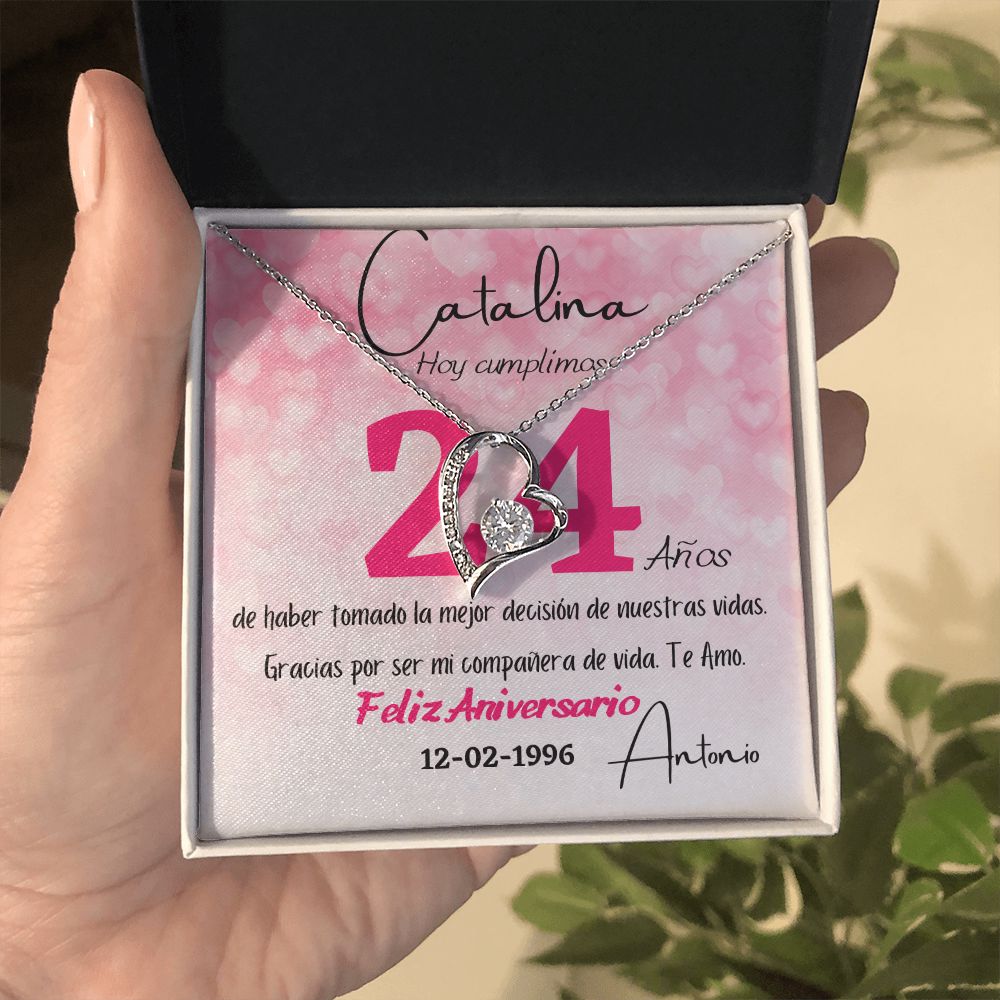 Catalina
Hoy cumplimos
24
Años
de haber tomado la mejor decisión de nuestras vidas.
Gracias por ser mi compañera de vida. Te Amo.
Feliz Aniversario
12-02-1996
Antonio